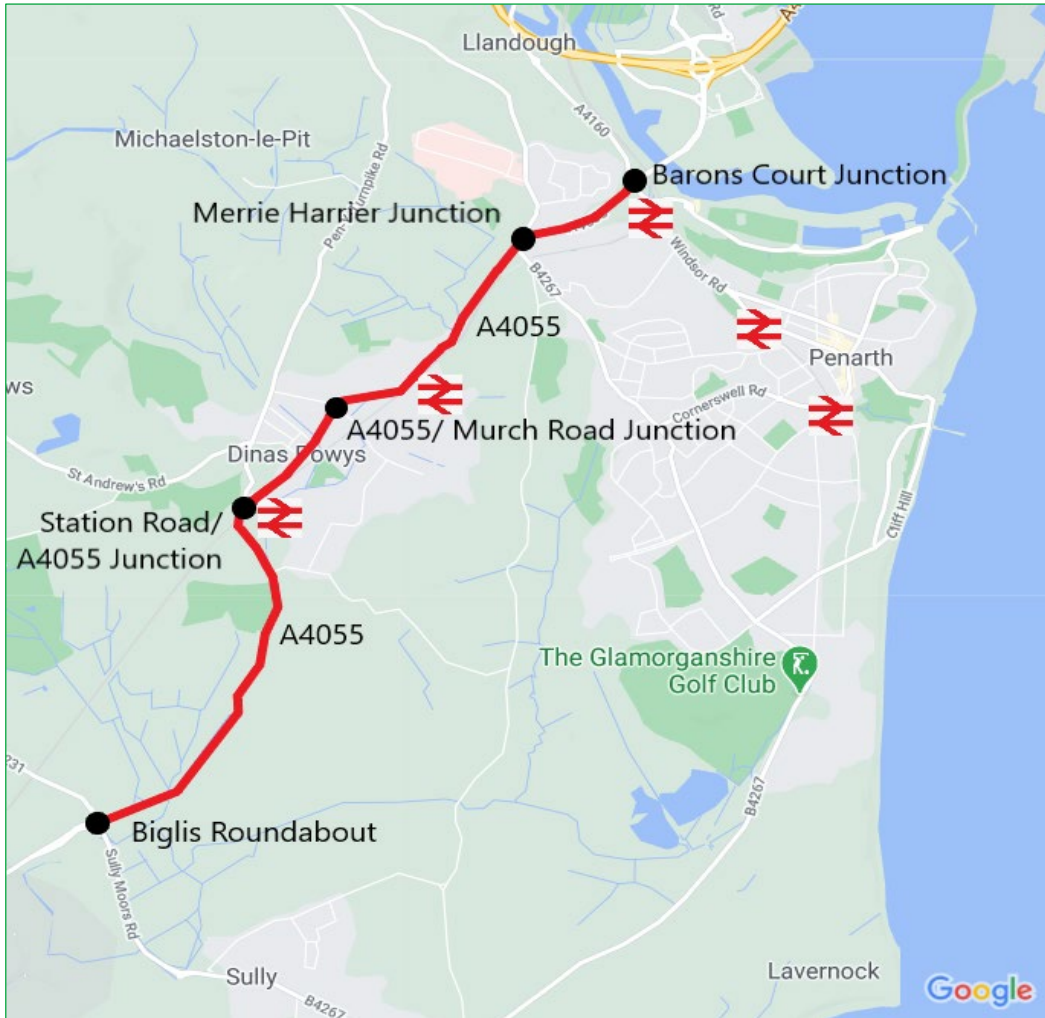 Llandough
A4160
Michaelston-le-Pit
Barons Court Junction
Merrie Harrier Junction
Windsor Rd
B4267
A4055
Penarth
Cornerswell Rd
A4055/ Murch Road Junction
Dinas Powys
St Andrew's Rd
Cliff Hill
Station Road/
A4055 Junction
A4055
The Glamorganshire
Golf Club
231
B4267
Biglis Roundabout
Sully Moors Rd
Sully
B4267
Lavernock
Google